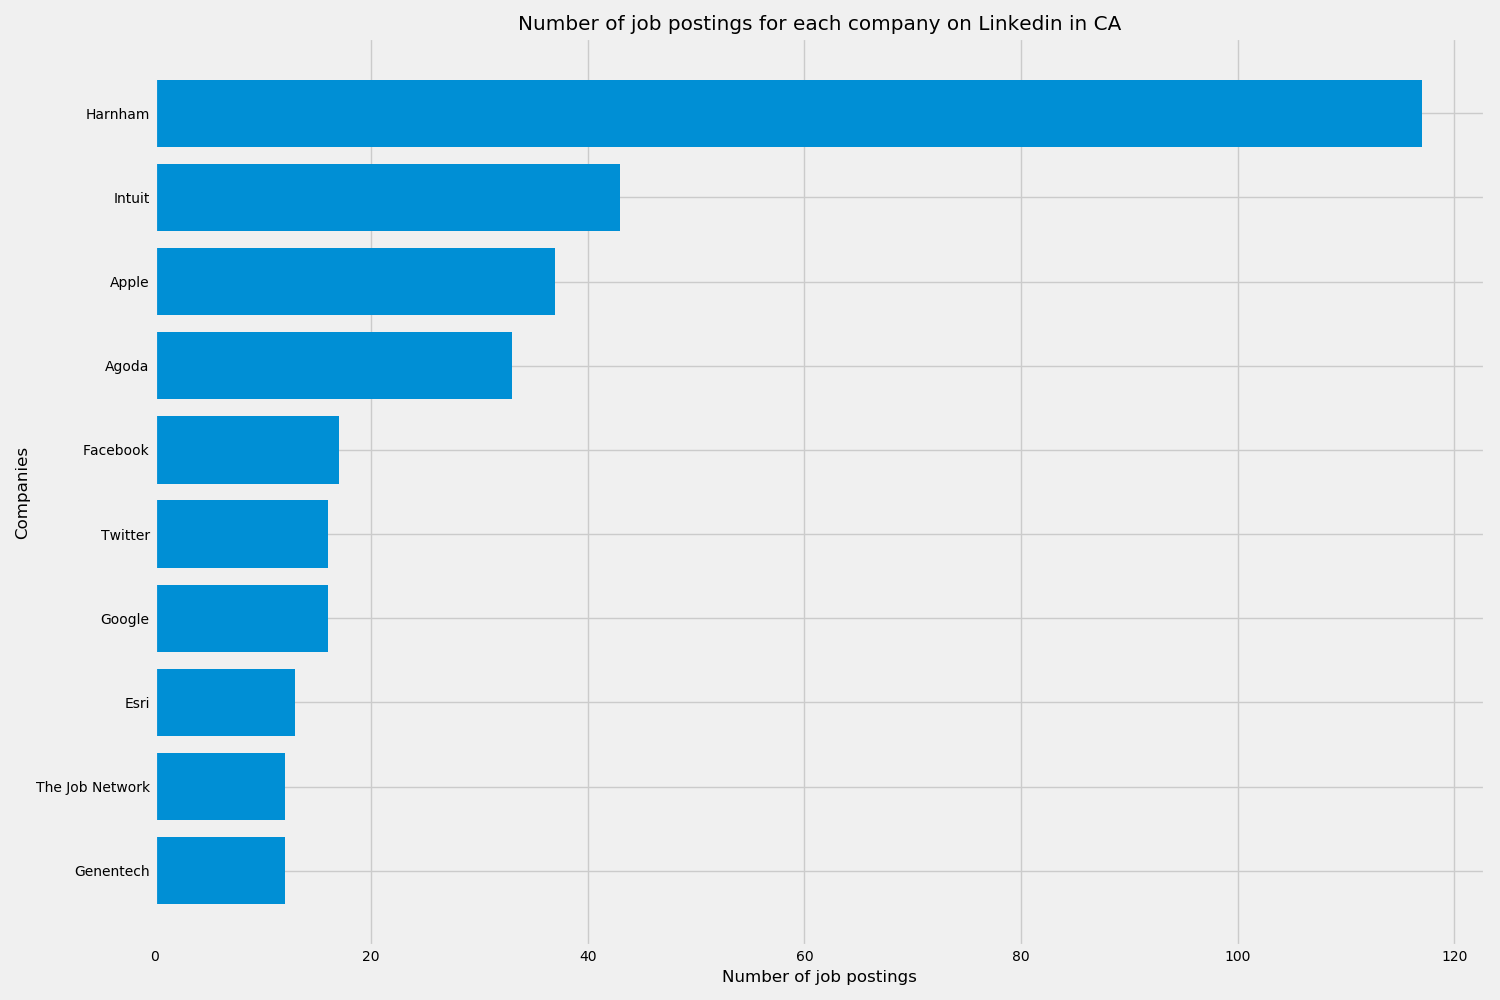 Number of job postings for each company on Linkedin in CA
Companies
Harnham
Intuit
Apple
Agoda
Facebook
Twitter
Google
Esri
The Job Network
Genentech
0 20 40 60 80 100 120
Number of job postings